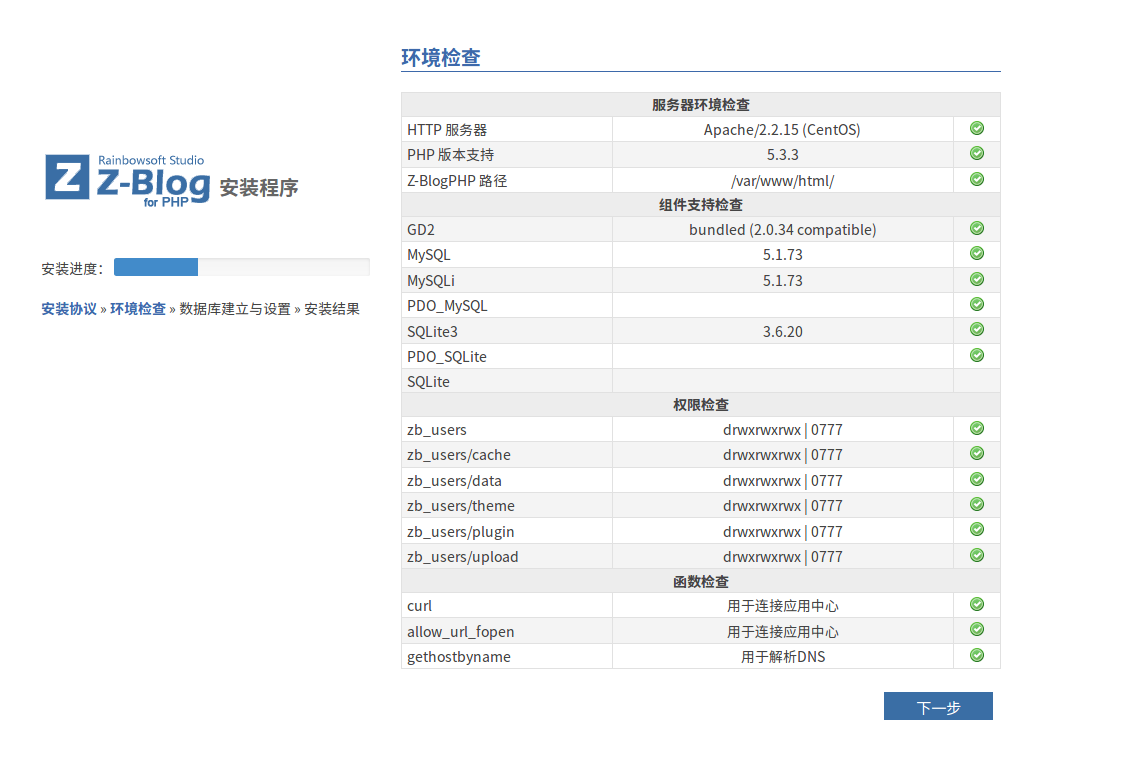 环境检查
Rainbowsoft Studio
Z Z-Blog 安装程序
for PHP
安装进度：
安装协议 » 环境检查 » 数据库建立与设置 » 安装结果
服务器环境检查
HTTP 服务器 Apache/2.2.15 (CentOS)
PHP 版本支持 5.3.3
Z-BlogPHP 路径 /var/www/html/
组件支持检查
GD2 bundled (2.0.34 compatible)
MySQL 5.1.73
MySQLi 5.1.73
PDO_MySQL
SQLite3 3.6.20
PDO_SQLite
SQLite
权限检查
zb_users drwxrwxrwx | 0777
zb_users/cache drwxrwxrwx | 0777
zb_users/data drwxrwxrwx | 0777
zb_users/theme drwxrwxrwx | 0777
zb_users/plugin drwxrwxrwx | 0777
zb_users/upload drwxrwxrwx | 0777
函数检查
curl 用于连接应用中心
allow_url_fopen 用于连接应用中心
gethostbyname 用于解析DNS
下一步